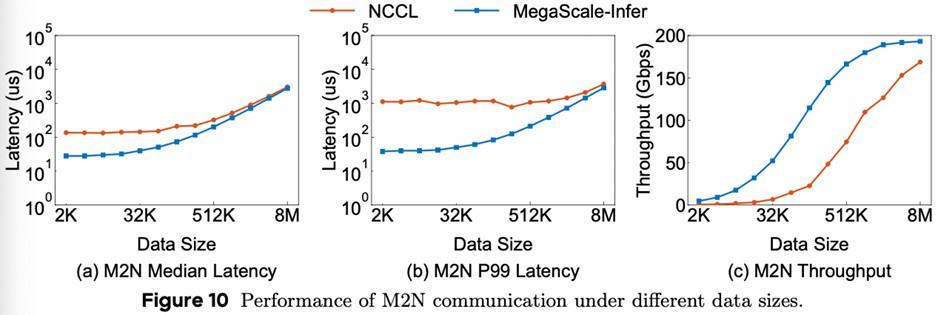 NCCL MegaScale-Infer
10^5
10^4
10^3
10^2
10^1
10^0
Latency (us)
2K 32K 512K 8M
Data Size
(a) M2N Median Latency
10^5
10^4
10^3
10^2
10^1
10^0
Latency (us)
2K 32K 512K 8M
Data Size
(b) M2N P99 Latency
200
150
100
50
0
Throughput (Gbps)
2K 32K 512K 8M
Data Size
(c) M2N Throughput
Figure 10 Performance of M2N communication under different data sizes.